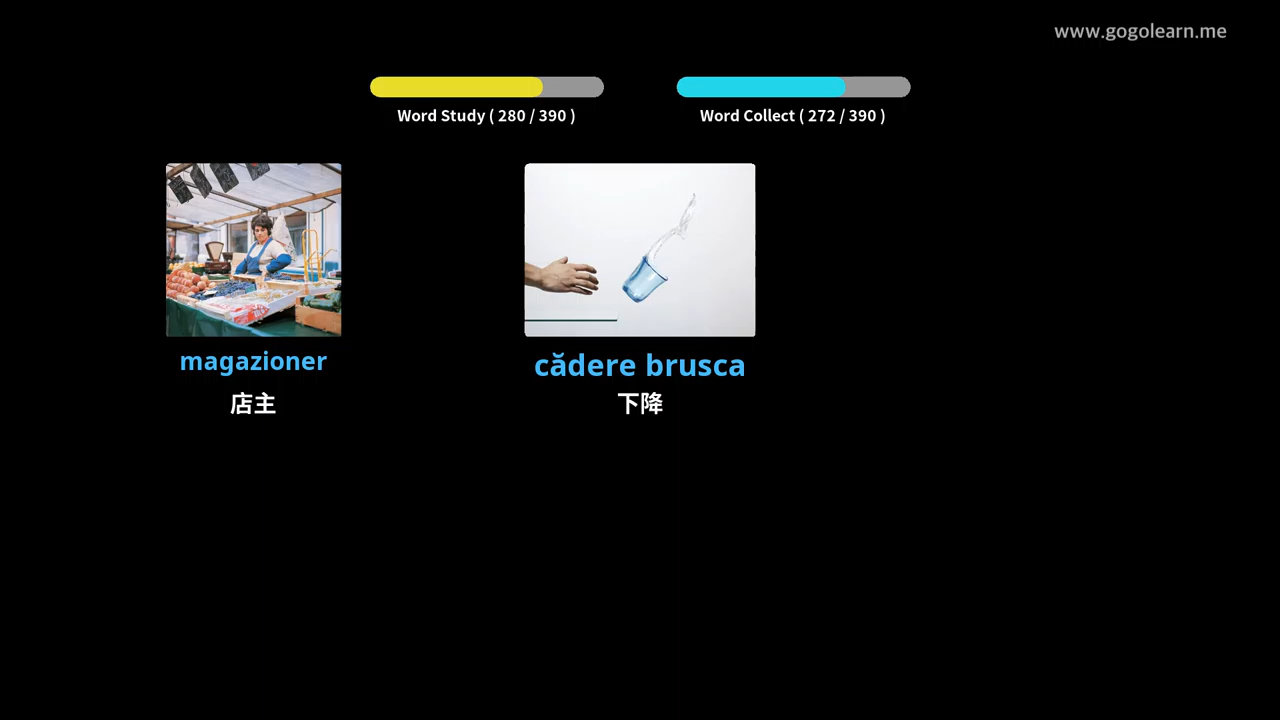 www.gogolearn.me
Word Study ( 280 / 390 )
Word Collect ( 272 / 390 )
magazioner
店主
cădere brusca
下降